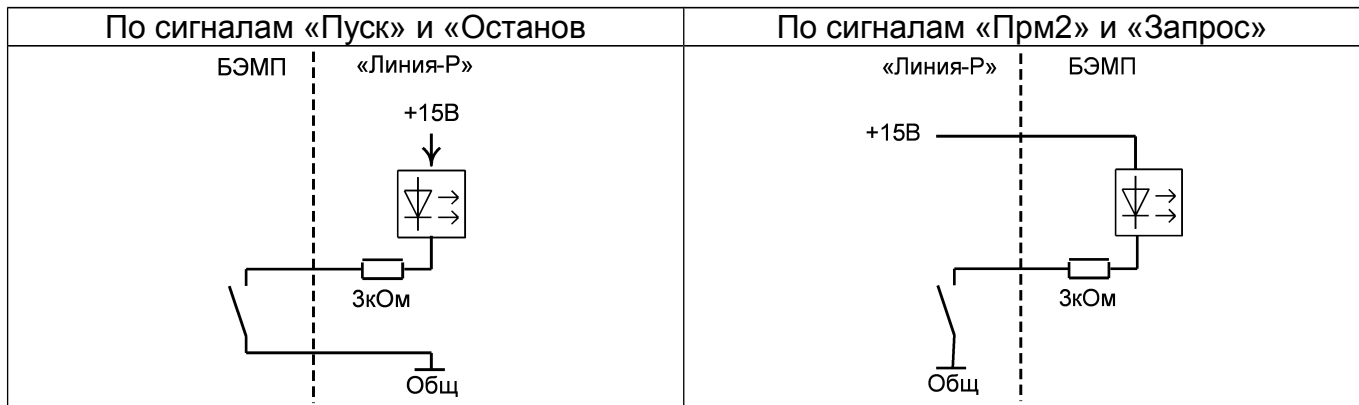 По сигналам «Пуск» и «Останов
По сигналам «Прм2» и «Запрос»
БЭМП
«Линия-Р»
+15В
3кОм
Общ
«Линия-Р»
БЭМП
+15В
3кОм
Общ